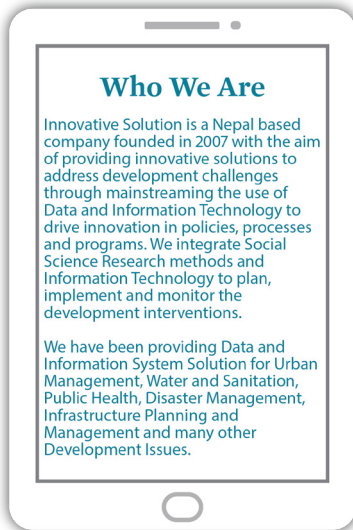 Who We Are
Innovative Solution is a Nepal based
company founded in 2007 with the aim
of providing innovative solutions to
address development challenges
through mainstreaming the use of
Data and Information Technology to
drive innovation in policies, processes
and programs. We integrate Social
Science Research methods and
Information Technology to plan,
implement and monitor the
development interventions.
We have been providing Data and
Information System Solution for Urban
Management, Water and Sanitation,
Public Health, Disaster Management,
Infrastructure Planning and
Management and many other
Development Issues.